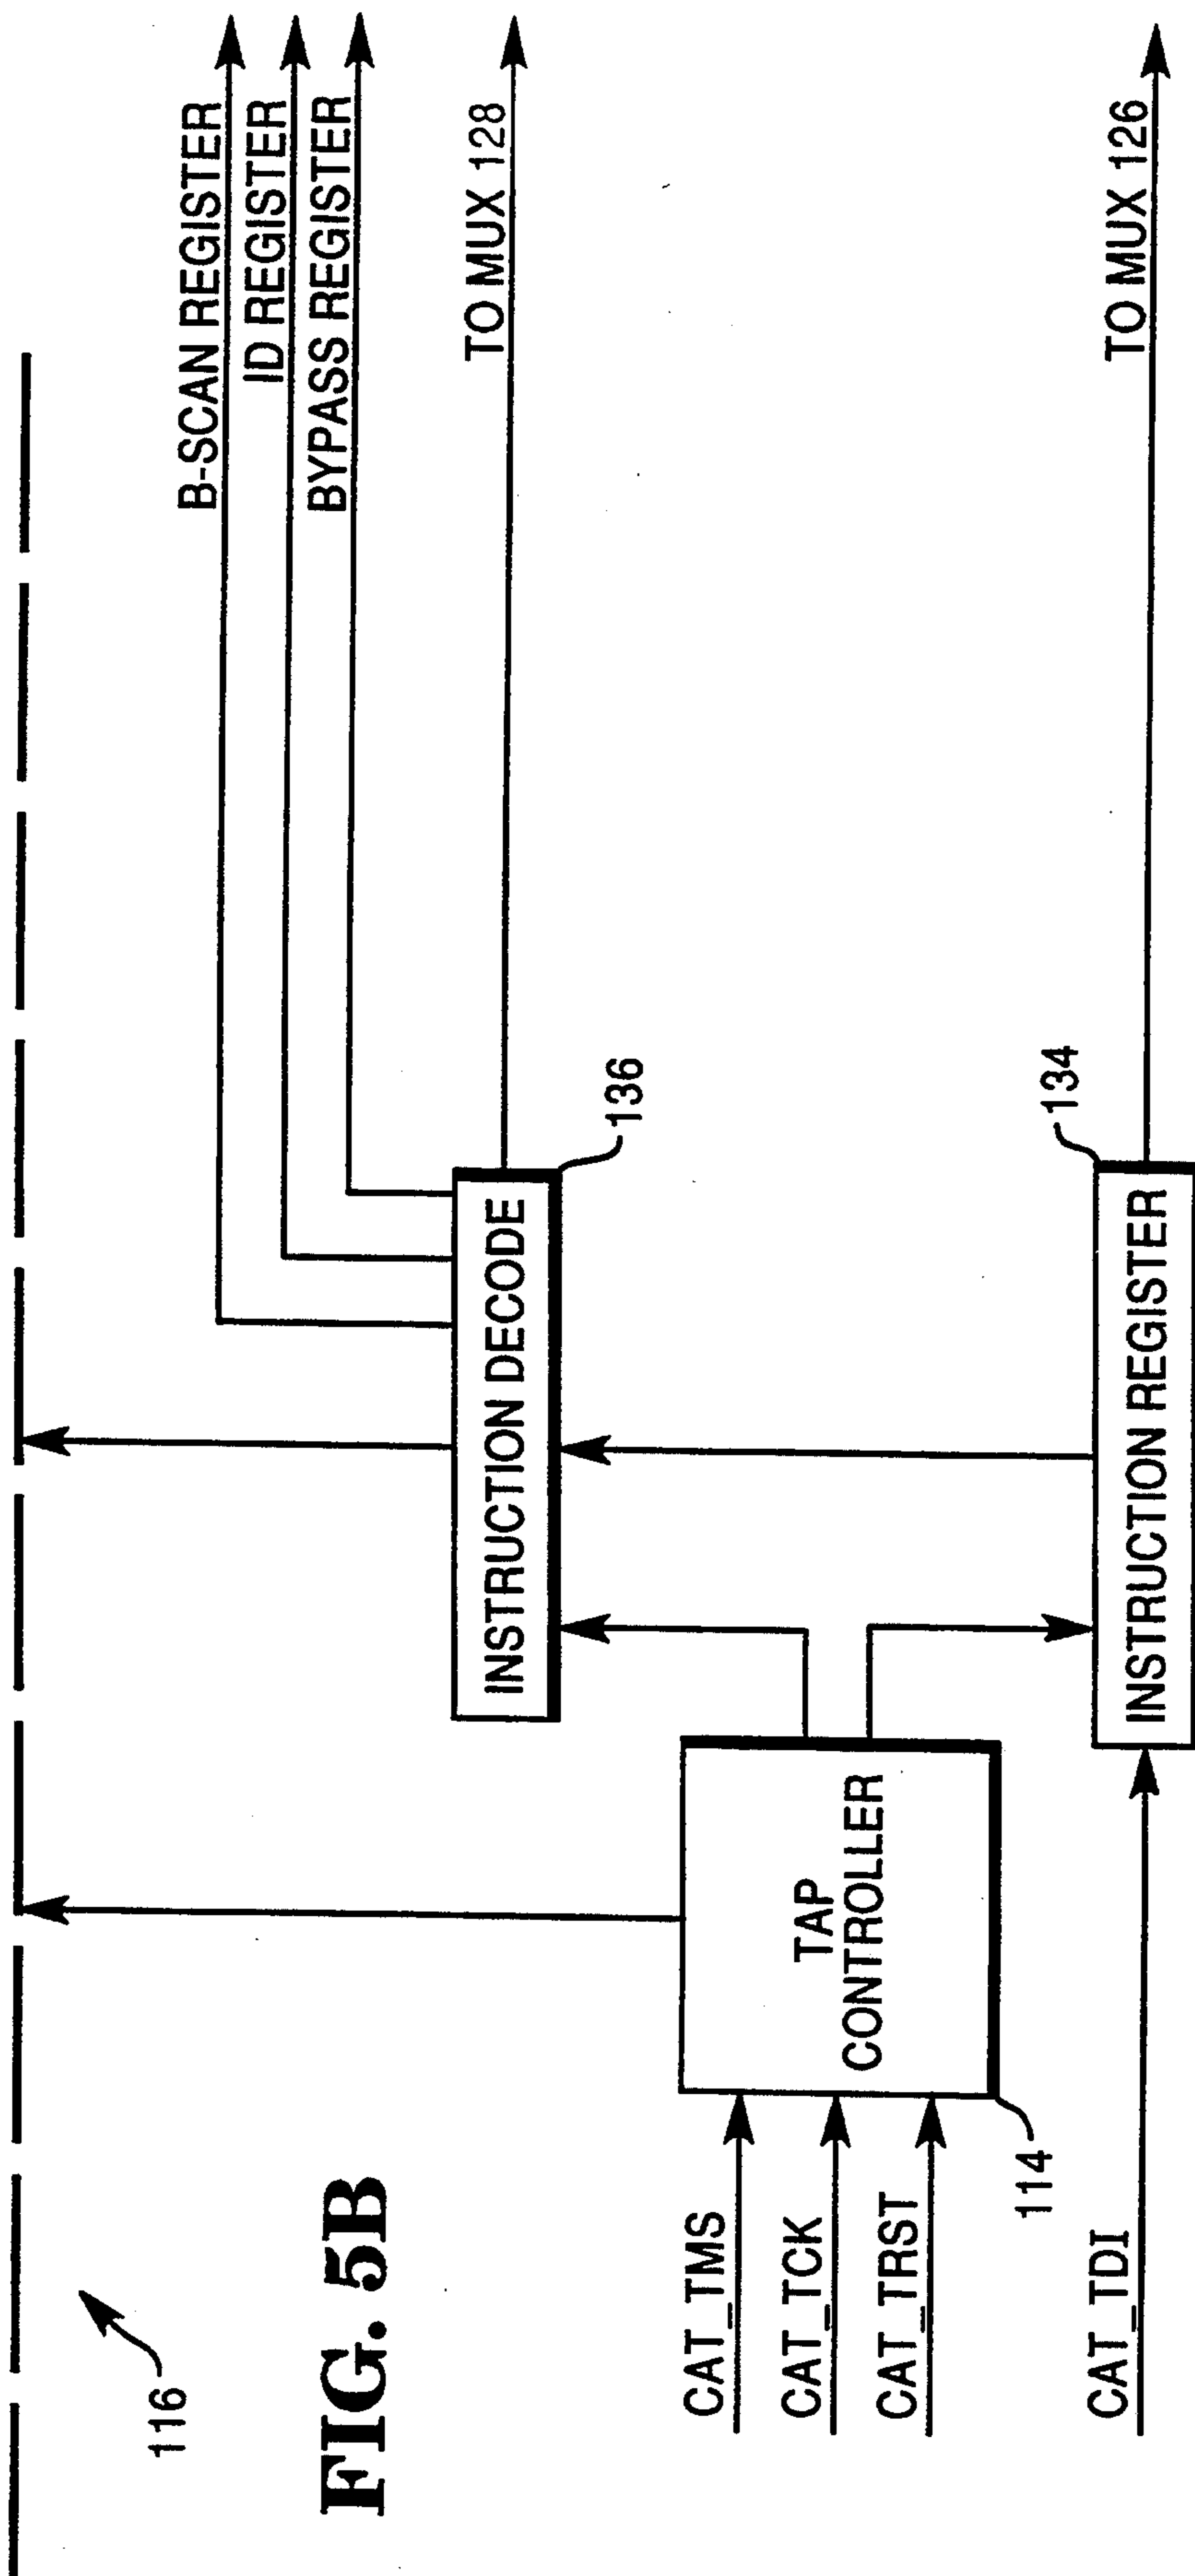 116
FIG. 5B
B-SCAN REGISTER
ID REGISTER
BYPASS REGISTER
TO MUX 128
INSTRUCTION DECODE
136
TAP
CONTROLLER
114
CAT_TMS
CAT_TCK
CAT_TRST
CAT_TDI
INSTRUCTION REGISTER
134
TO MUX 126